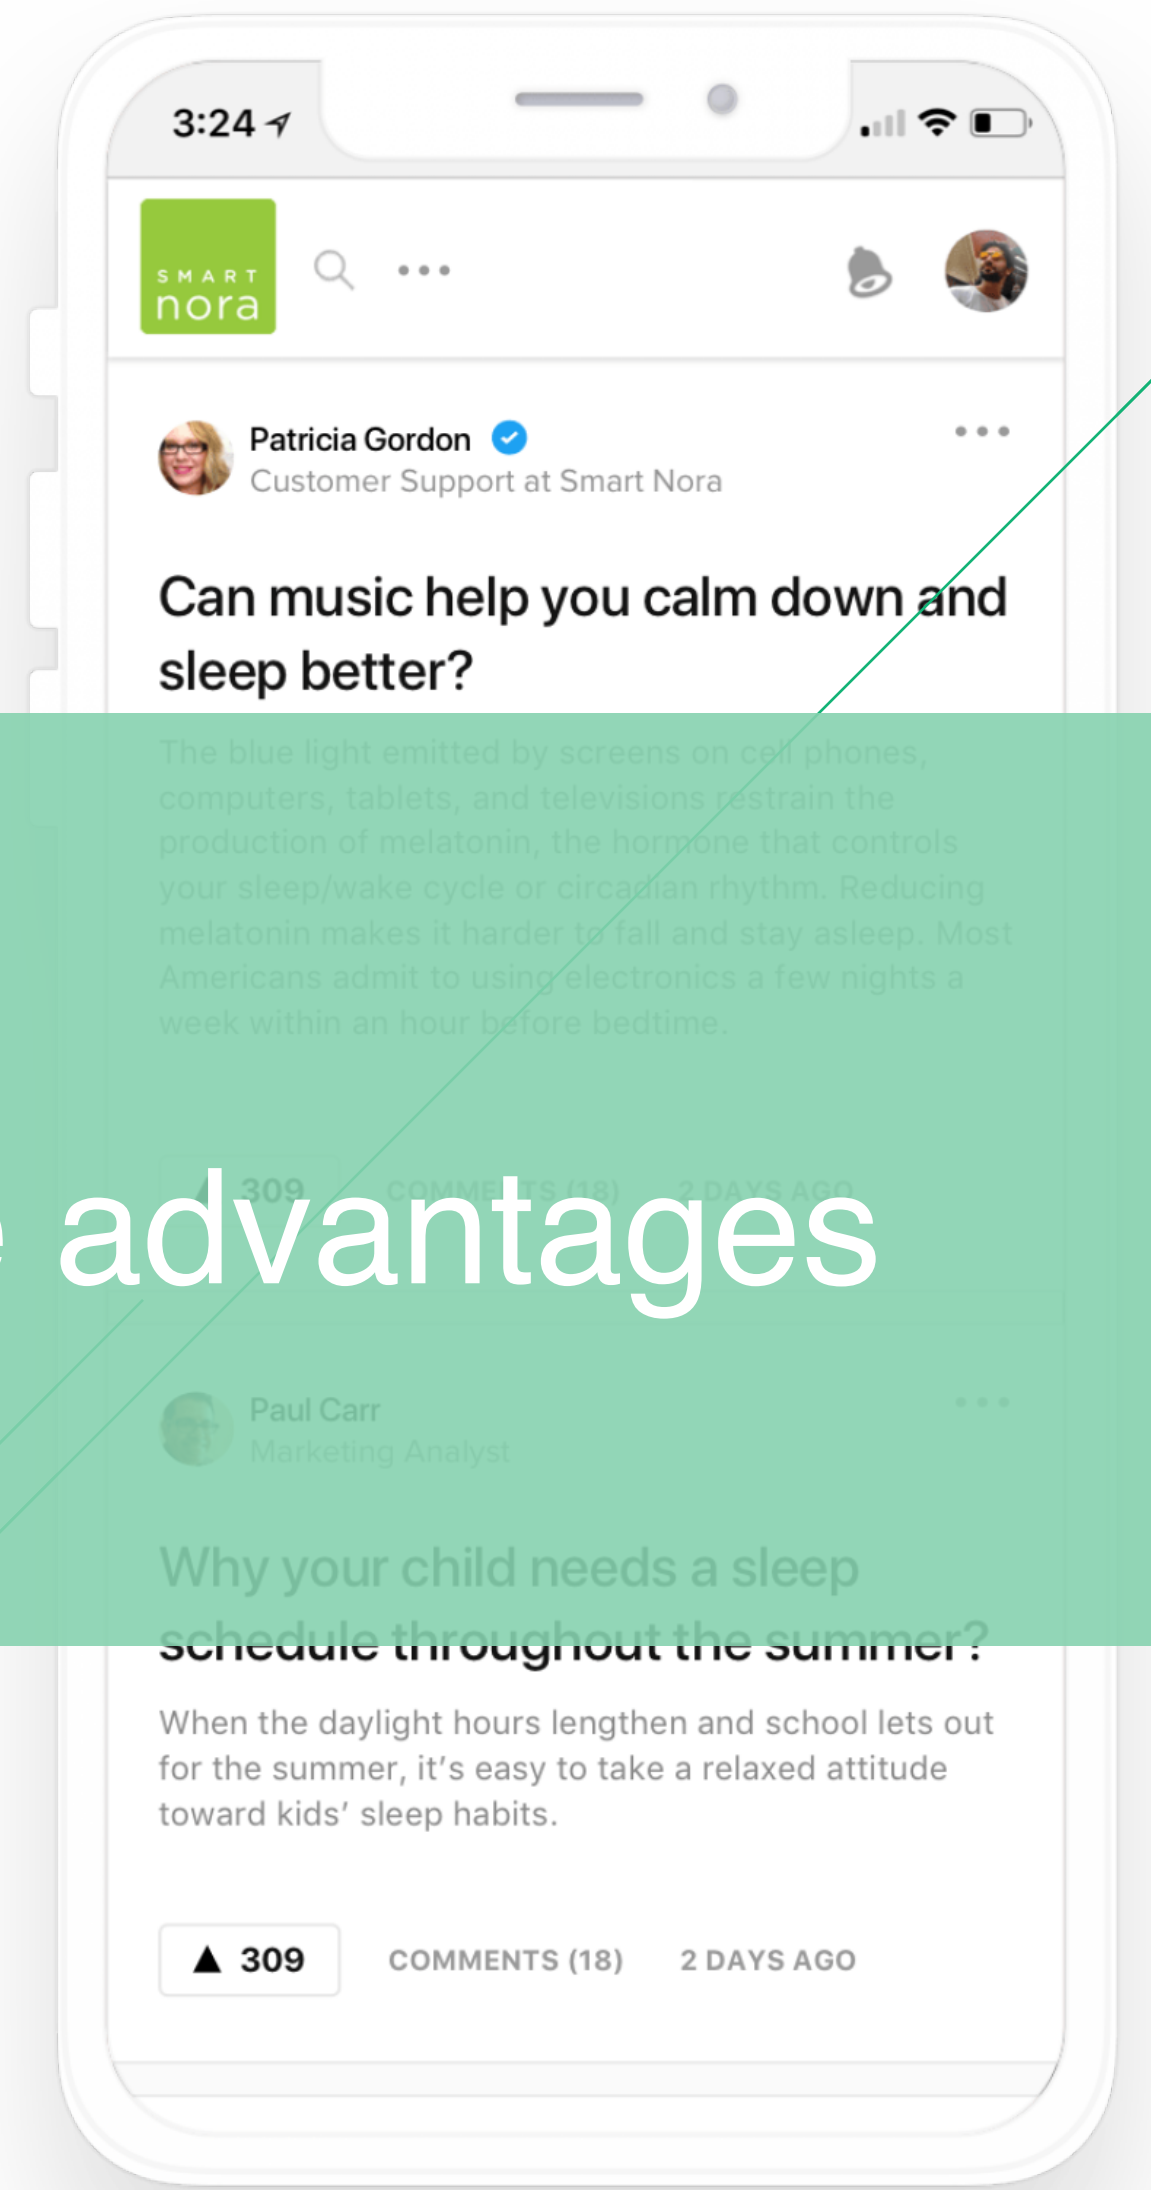 3:24
SMART
nora
Patricia Gordon
Customer Support at Smart Nora
Can music help you calm down and
sleep better?
The blue light emitted by screens on cell phones,
computers, tablets, and televisions restrain the
production of melatonin, the hormone that controls
your sleep/wake cycle or circadian rhythm. Reducing
melatonin makes it harder to fall and stay asleep. Most
Americans admit to using electronics a few nights a
week within an hour before bedtime.
309 COMMENTS (18) 2 DAYS AGO
e advantages
Paul Carr
Marketing Analyst
Why your child needs a sleep
schedule throughout the summer?
When the daylight hours lengthen and school lets out
for the summer, it’s easy to take a relaxed attitude
toward kids’ sleep habits.
▲ 309 COMMENTS (18) 2 DAYS AGO